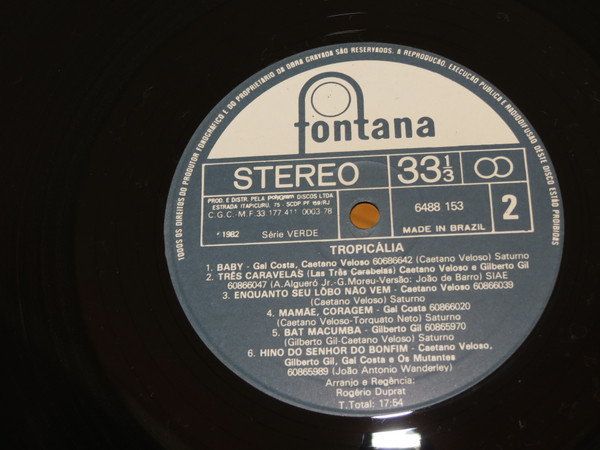 TODOS OS DIREITOS DO PRODUTOR FONOGRÁFICO E DO PROPRIETÁRIO DA OBRA GRAVADA SÃO RESERVADOS. A REPRODUÇÃO, EXECUÇÃO PÚBLICA E RADIODIFUSÃO DESTE DISCO ESTÃO PROIBIDAS
fontana
STEREO
33 1/3
PROD. E DISTR. PELA polygram DISCOS LTDA
ESTRADA ITAPICURÚ, 75 - SCDP. PF 159/RJ
C.G.C. - M.F. 33 177 411 0003 78
6488 153
MADE IN BRAZIL
2
1982 Série VERDE
TROPICÁLIA
1. BABY - Gal Costa, Caetano Veloso 60686642 (Caetano Veloso) Saturno
2. TRÊS CARAVELAS (Las Três Carabelas) Caetano Veloso e Gilberto Gil
60866047 (A.Algueró Jr.-G.Moreu-Versão: João de Barro) SIAE
3. ENQUANTO SEU LÔBO NÃO VEM - Caetano Veloso 60866039
(Caetano Veloso) Saturno
4. MAMÃE, CORAGEM - Gal Costa 60866020
(Caetano Veloso-Torquato Neto) Saturno
5. BAT MACUMBA - Gilberto Gil 60865970
(Gilberto Gil-Caetano Veloso) Saturno
6. HINO DO SENHOR DO BONFIM - Caetano Veloso,
Gilberto Gil, Gal Costa e Os Mutantes
60865989 (João Antonio Wanderley)
Arranjo e Regência:
Rogério Duprat
T.Total: 17:54